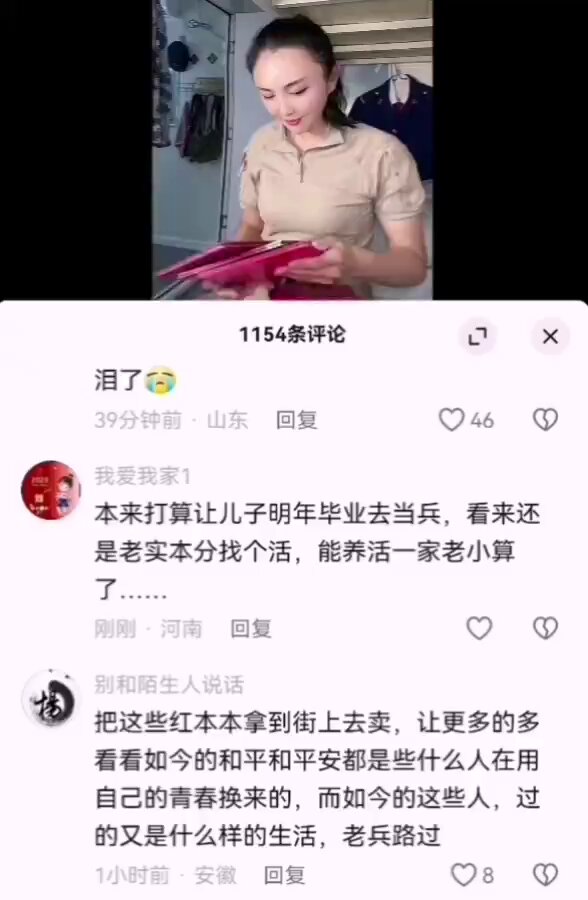 1154条评论
泪了😭
39分钟前 · 山东 回复 46
我爱我家1
本来打算让儿子明年毕业去当兵，看来还
是老实本分找个活，能养活一家老小算
了……
刚刚 · 河南 回复
别和陌生人说话
把这些红本本拿到街上去卖，让更多的多
看看如今的和平和平安都是些什么人在用
自己的青春换来的，而如今的这些人，过
的又是什么样的生活，老兵路过
1小时前 · 安徽 回复 8